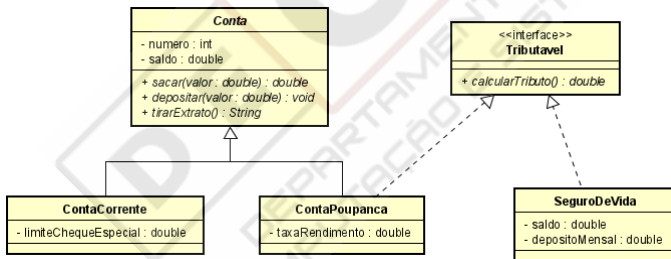 Conta
- numero : int
- saldo : double
+ sacar(valor : double) : double
+ depositar(valor : double) : void
+ tirarExtrato() : String
<<interface>>
Tributavel
+ calcularTributo() : double
ContaCorrente
- limiteChequeEspecial : double
ContaPoupanca
- taxaRendimento : double
SeguroDeVida
- saldo : double
- depositoMensal : double